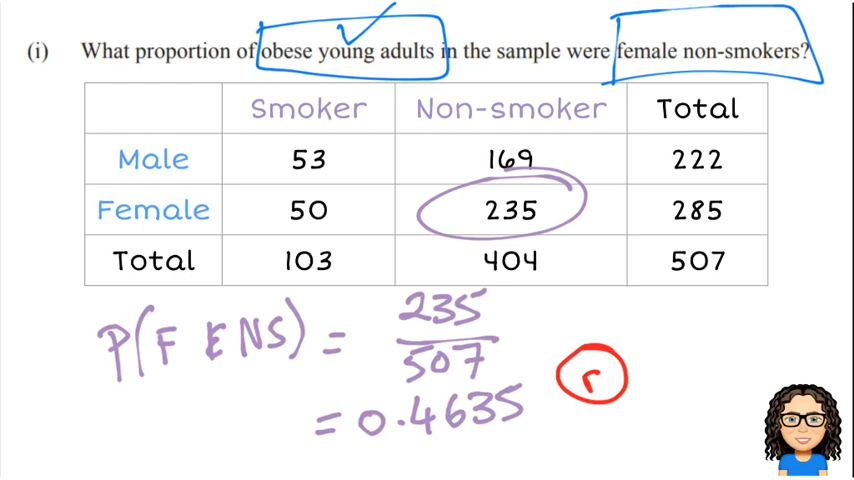 (i) What proportion of obese young adults in the sample were female non-smokers?
Smoker Non-smoker Total
Male 53 169 222
Female 50 235 285
Total 103 404 507
P(F & NS) = 235
507
= 0.4635
r